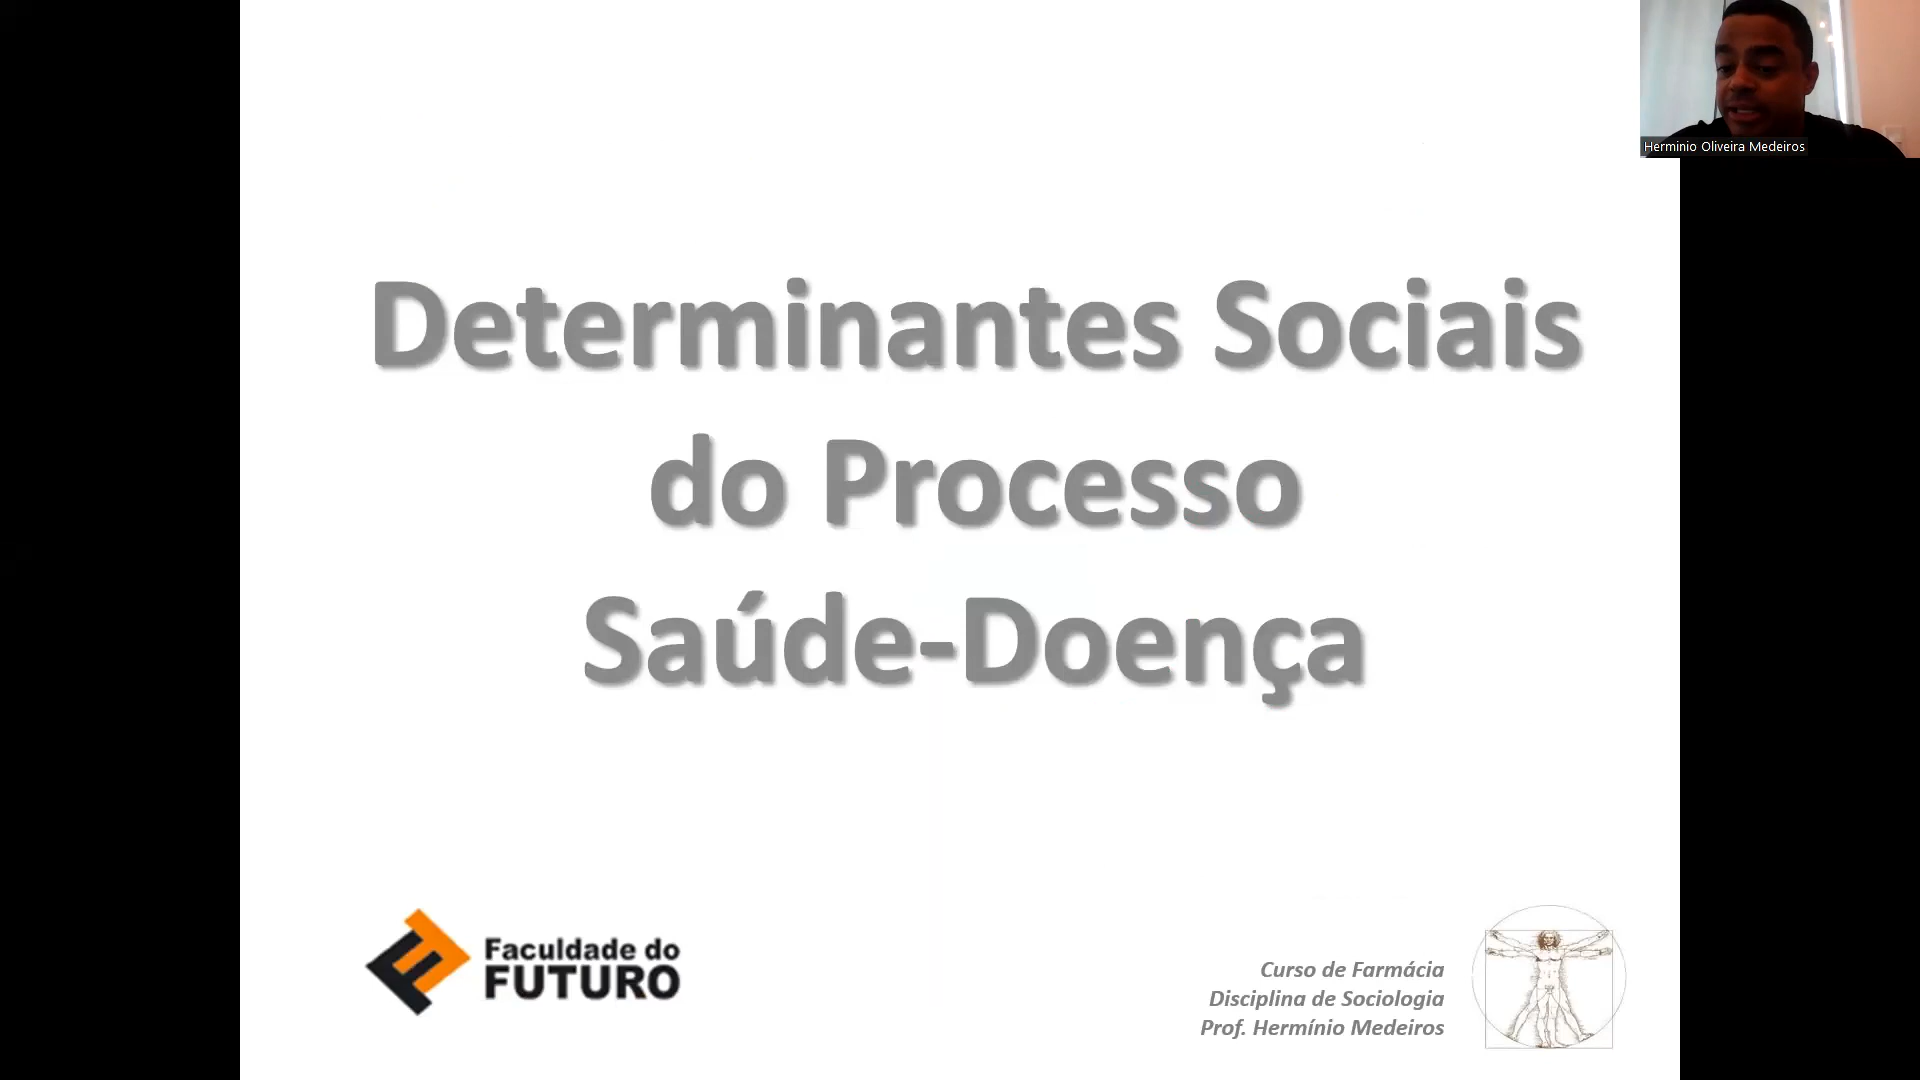 Herminio Oliveira Medeiros
Determinantes Sociais
do Processo
Saúde-Doença
Faculdade do
FUTURO
Curso de Farmácia
Disciplina de Sociologia
Prof. Hermínio Medeiros